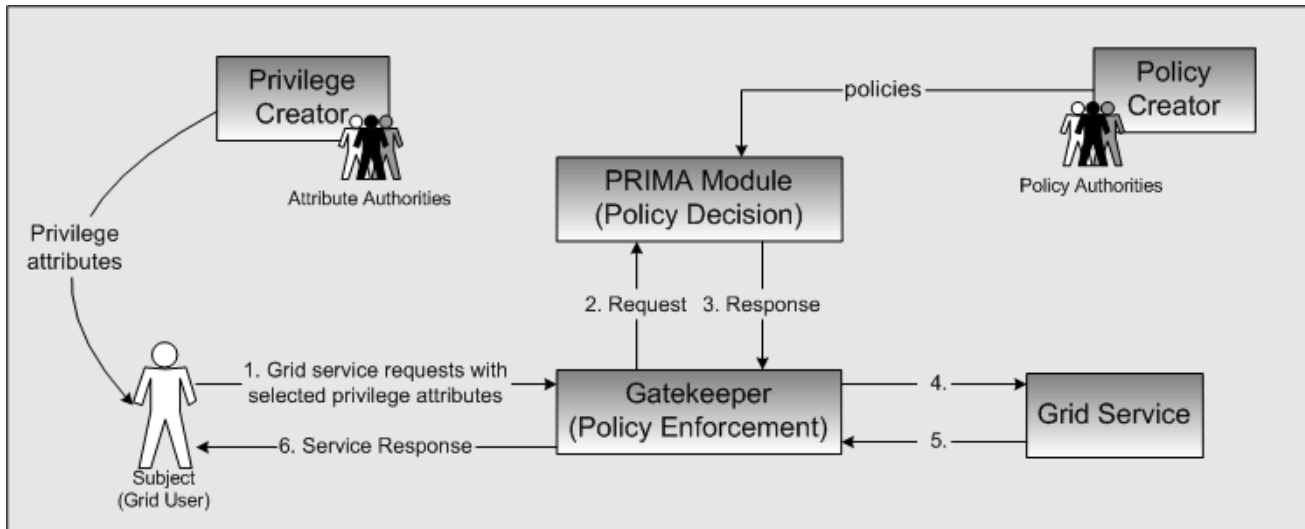 Privilege
Creator
Attribute Authorities
policies
Policy
Creator
Policy Authorities
PRIMA Module
(Policy Decision)
Privilege
attributes
2. Request
3. Response
1. Grid service requests with
selected privilege attributes
6. Service Response
Gatekeeper
(Policy Enforcement)
4.
5.
Grid Service
Subject
(Grid User)